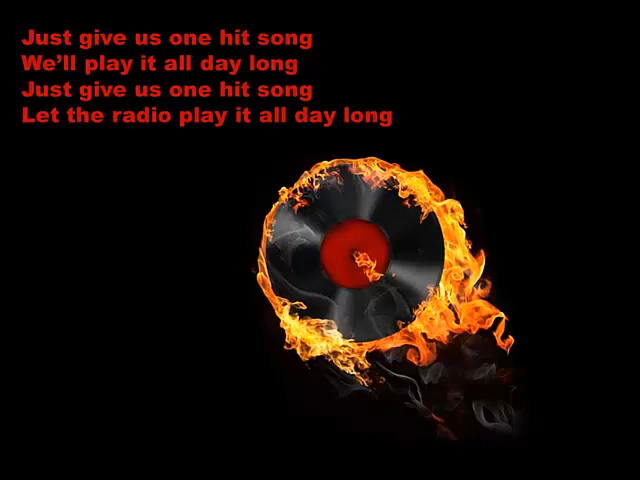 Just give us one hit song
We’ll play it all day long
Just give us one hit song
Let the radio play it all day long